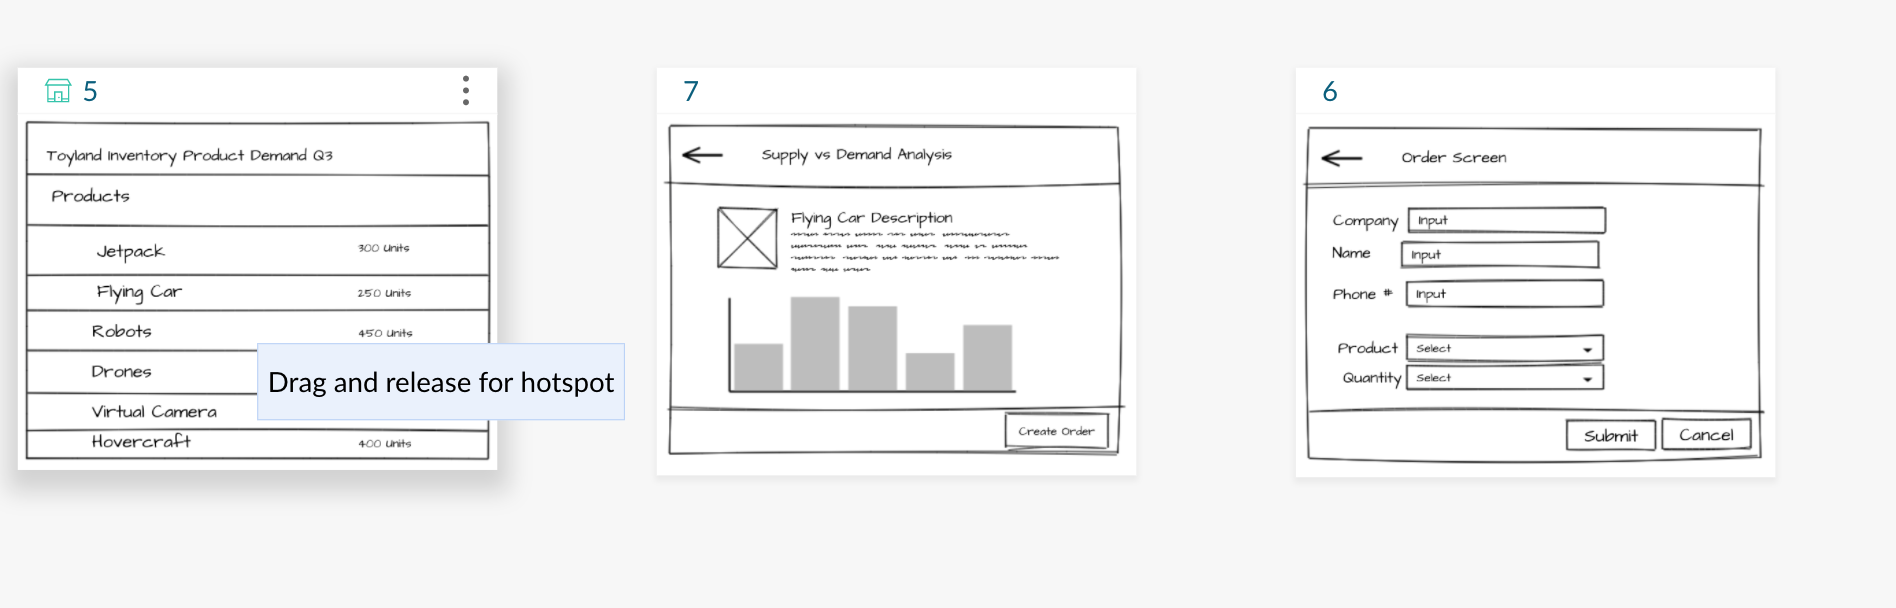 5
Toyland Inventory Product Demand Q3
Products
Jetpack 300 Units
Flying Car 250 Units
Robots 450 Units
Drones
Virtual Camera
Hovercraft 400 Units
Drag and release for hotspot
7
Supply vs Demand Analysis
Flying Car Description
Create Order
6
Order Screen
Company Input
Name Input
Phone # Input
Product Select
Quantity Select
Submit Cancel